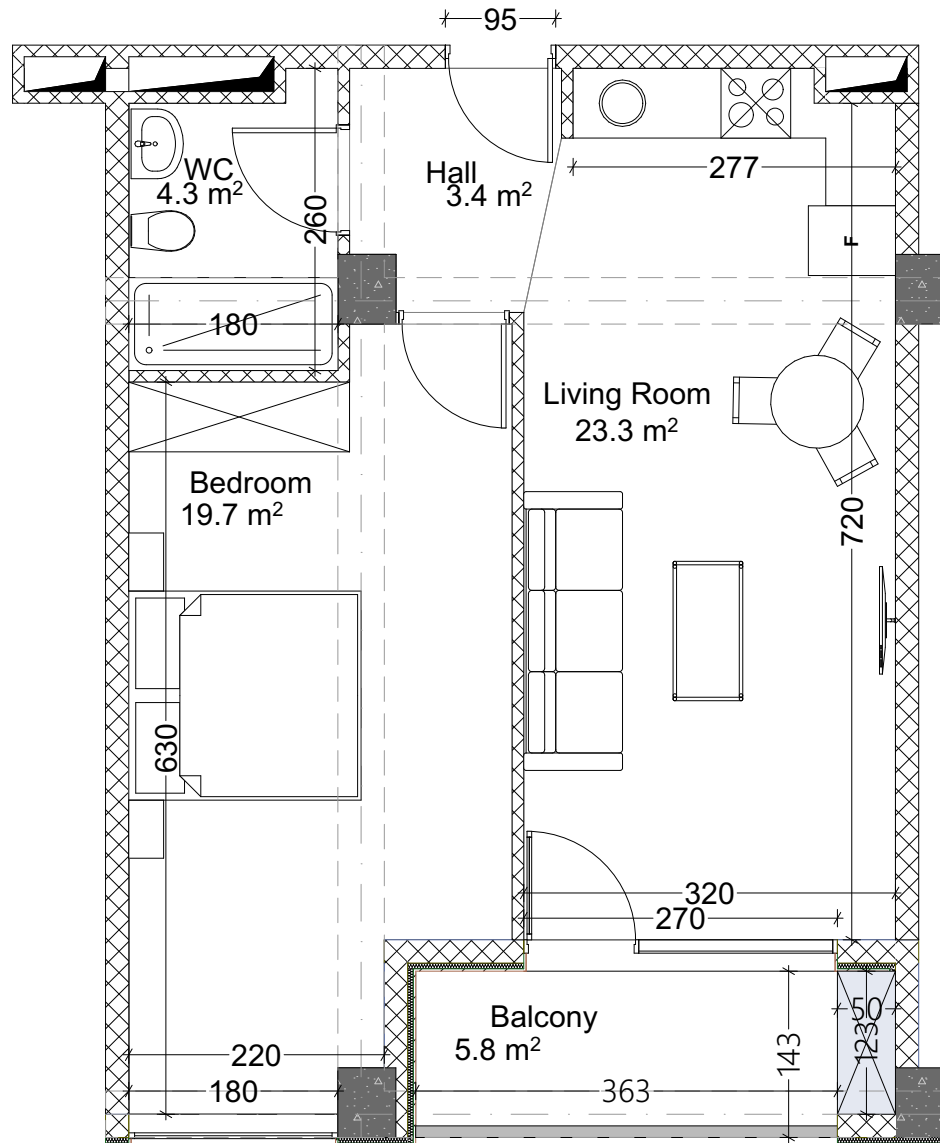 95
WC
4.3 m²
Hall
3.4 m²
277
260
F
180
Living Room
23.3 m²
Bedroom
19.7 m²
720
630
320
270
Balcony
5.8 m²
50
123
143
220
180
363